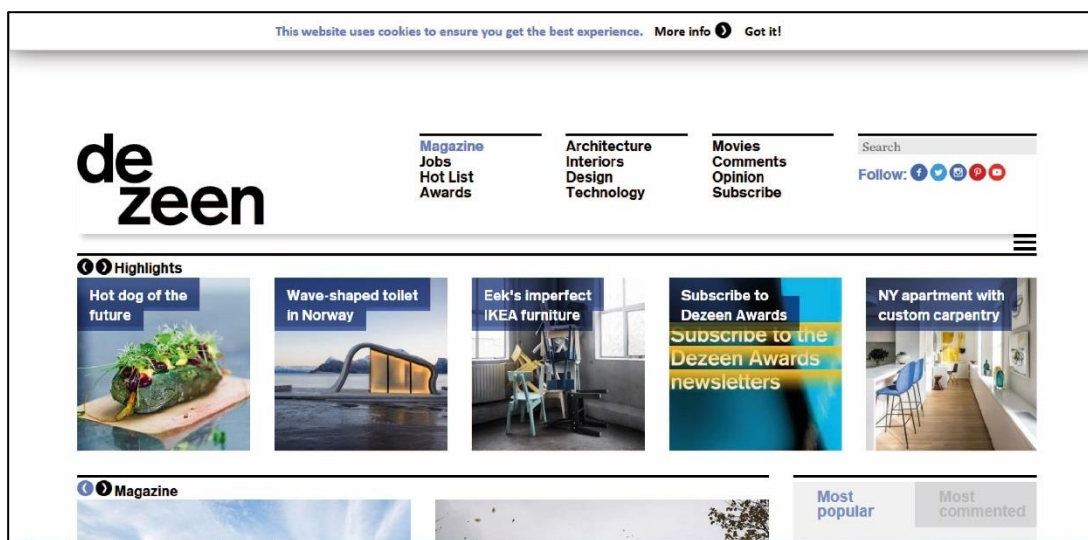 This website uses cookies to ensure you get the best experience. More info Got it!
de
zeen
Magazine
Jobs
Hot List
Awards
Architecture
Interiors
Design
Technology
Movies
Comments
Opinion
Subscribe
Search
Follow:
Highlights
Hot dog of the
future
Wave-shaped toilet
in Norway
Eek's imperfect
IKEA furniture
Subscribe to
Dezeen Awards
Subscribe to the
Dezeen Awards
newsletters
NY apartment with
custom carpentry
Magazine
Most
popular
Most
commented